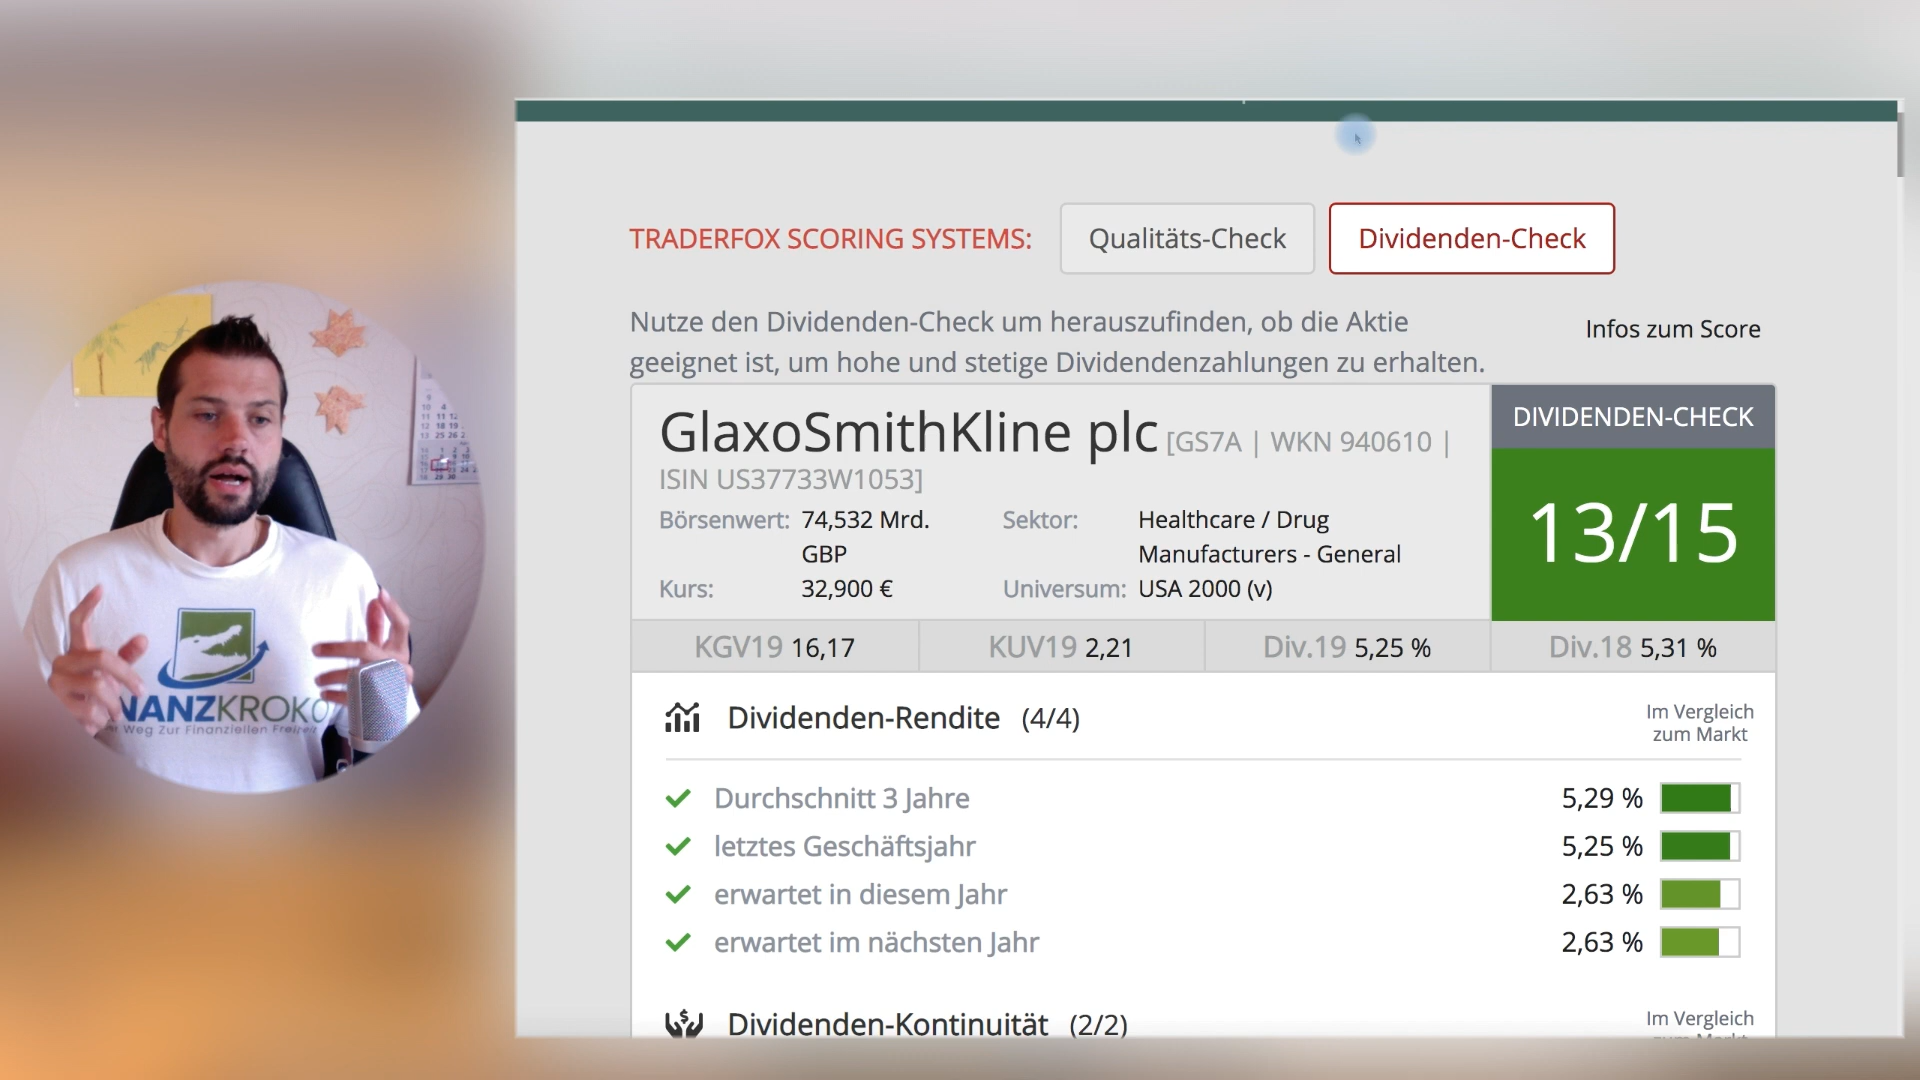 TRADERFOX SCORING SYSTEMS: Qualitäts-Check Dividenden-Check
Nutze den Dividenden-Check um herauszufinden, ob die Aktie
geeignet ist, um hohe und stetige Dividendenzahlungen zu erhalten.
Infos zum Score
GlaxoSmithKline plc [GS7A | WKN 940610 |
ISIN US37733W1053]
DIVIDENDEN-CHECK
13/15
Börsenwert: 74,532 Mrd.
GBP
Sektor: Healthcare / Drug
Manufacturers - General
Kurs: 32,900 €
Universum: USA 2000 (v)
KGV19 16,17
KUV19 2,21
Div.19 5,25 %
Div.18 5,31 %
Dividenden-Rendite (4/4)
Im Vergleich
zum Markt
Durchschnitt 3 Jahre 5,29 %
letztes Geschäftsjahr 5,25 %
erwartet in diesem Jahr 2,63 %
erwartet im nächsten Jahr 2,63 %
Dividenden-Kontinuität (2/2)
Im Vergleich
zum Markt
NANZKROKO
Weg Zur Finanziellen